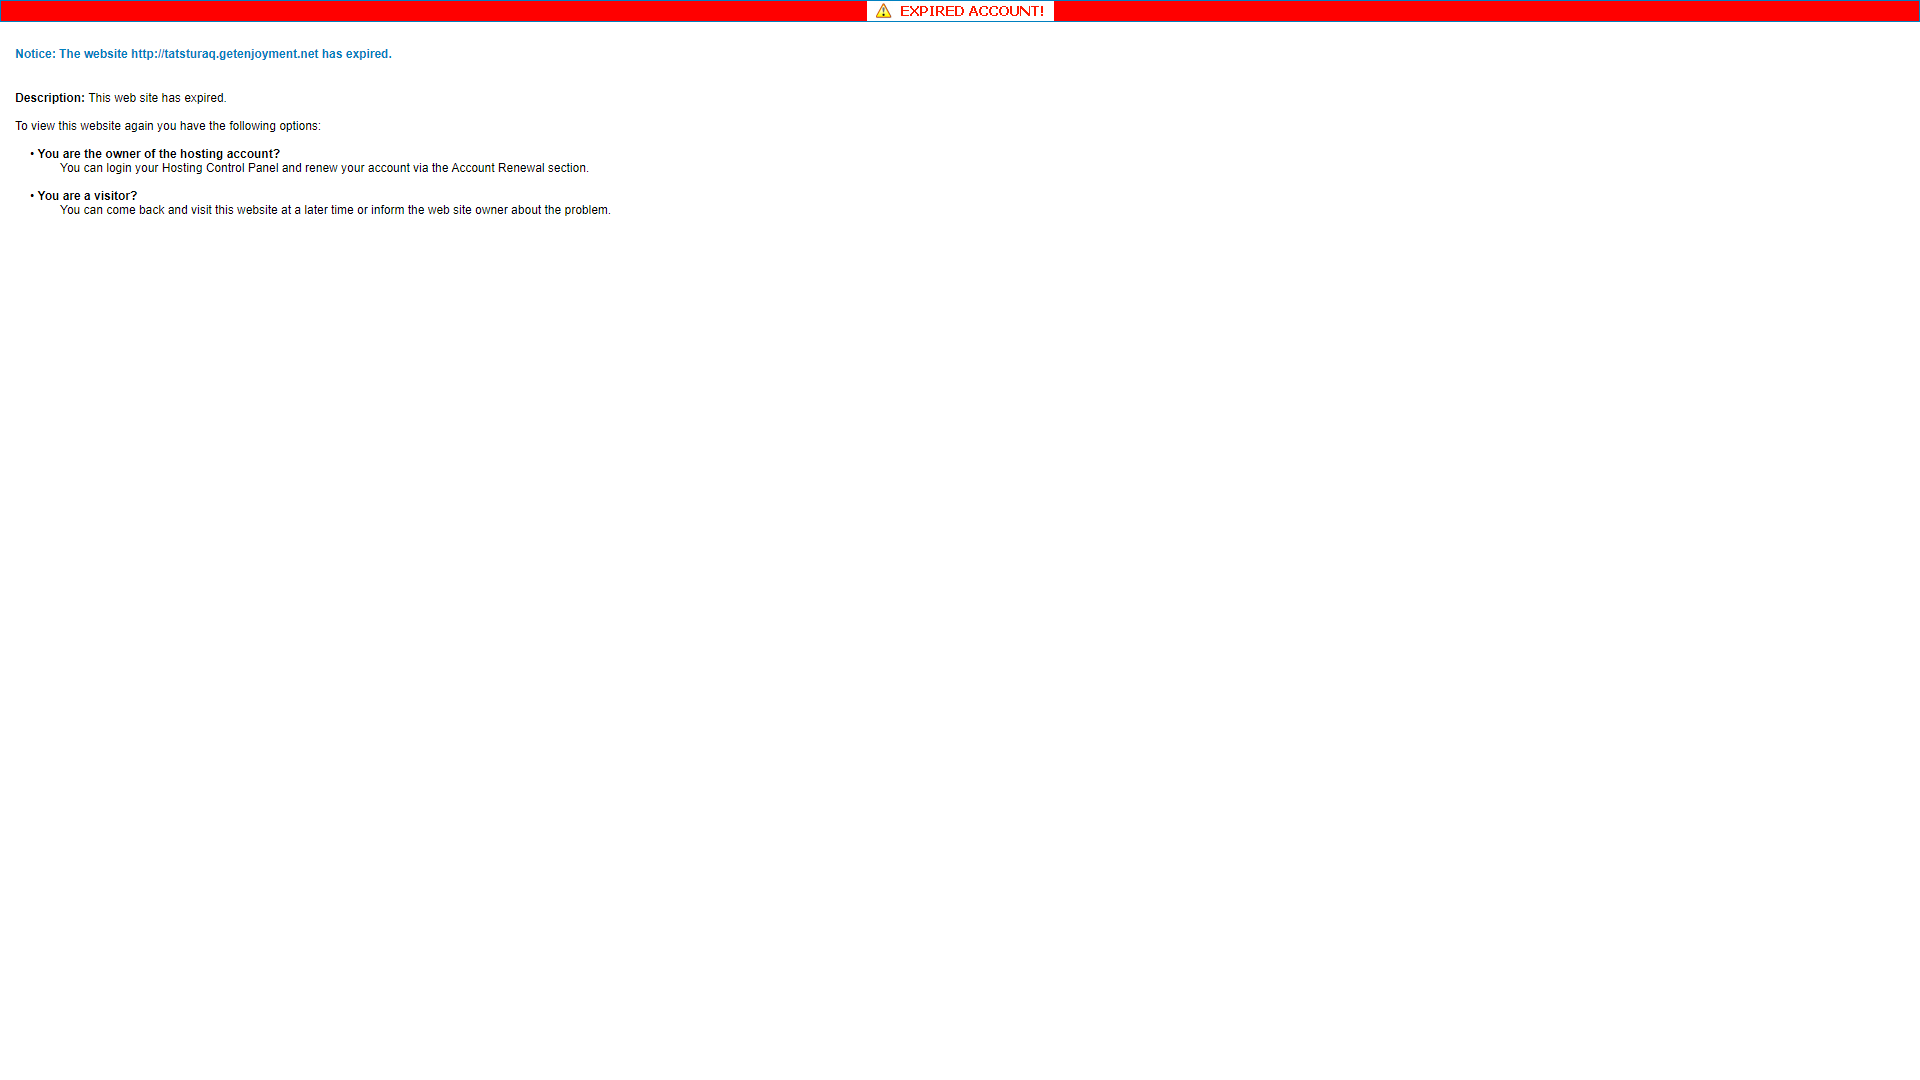 EXPIRED ACCOUNT!
Notice: The website http://tatsturaq.getenjoyment.net has expired.
Description: This web site has expired.
To view this website again you have the following options:
• You are the owner of the hosting account?
You can login your Hosting Control Panel and renew your account via the Account Renewal section.
• You are a visitor?
You can come back and visit this website at a later time or inform the web site owner about the problem.